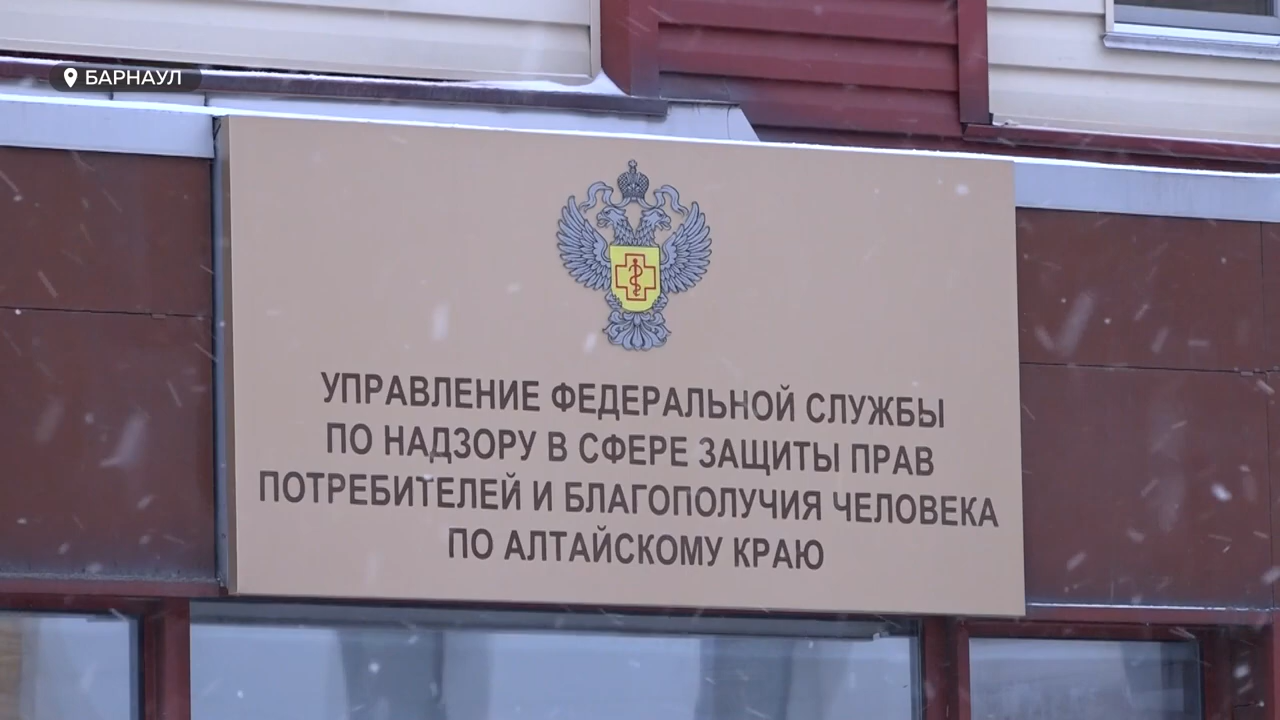 БАРНАУЛ
УПРАВЛЕНИЕ ФЕДЕРАЛЬНОЙ СЛУЖБЫ
ПО НАДЗОРУ В СФЕРЕ ЗАЩИТЫ ПРАВ
ПОТРЕБИТЕЛЕЙ И БЛАГОПОЛУЧИЯ ЧЕЛОВЕКА
ПО АЛТАЙСКОМУ КРАЮ